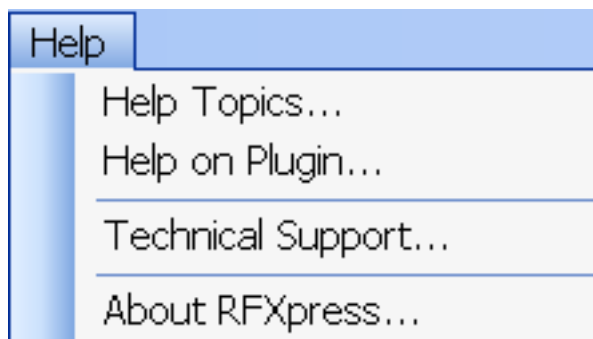 Help
Help Topics...
Help on Plugin...
Technical Support...
About RFXpress...